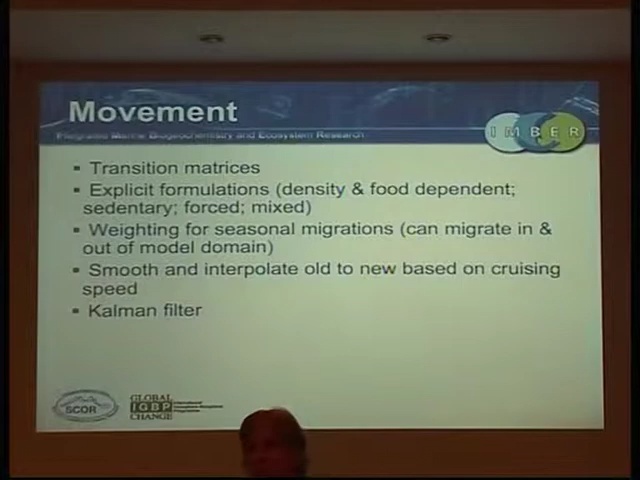 Movement
Integrated Marine Biogeochemistry and Ecosystem Research
IMBER
▪ Transition matrices
▪ Explicit formulations (density & food dependent;
sedentary; forced; mixed)
▪ Weighting for seasonal migrations (can migrate in &
out of model domain)
▪ Smooth and interpolate old to new based on cruising
speed
▪ Kalman filter
SCOR
GLOBAL
IGBP
CHANGE